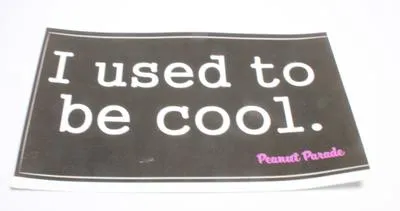 I used to
be cool.
Peanut Parade